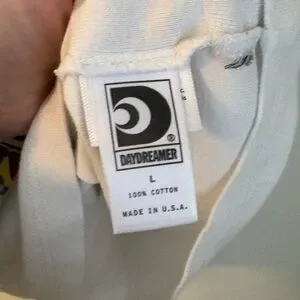 ®
DAYDREAMER
L
100% COTTON
MADE IN U.S.A.